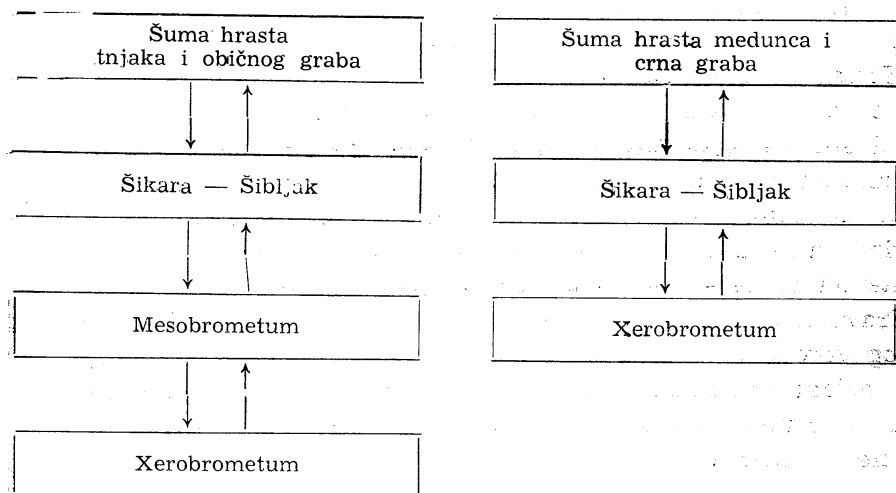 Šuma hrasta
tnjaka i običnog graba
Šikara — Šibljak
Mesobrometum
Xerobrometum
Šuma hrasta medunca i
crna graba
Šikara — Šibljak
Xerobrometum